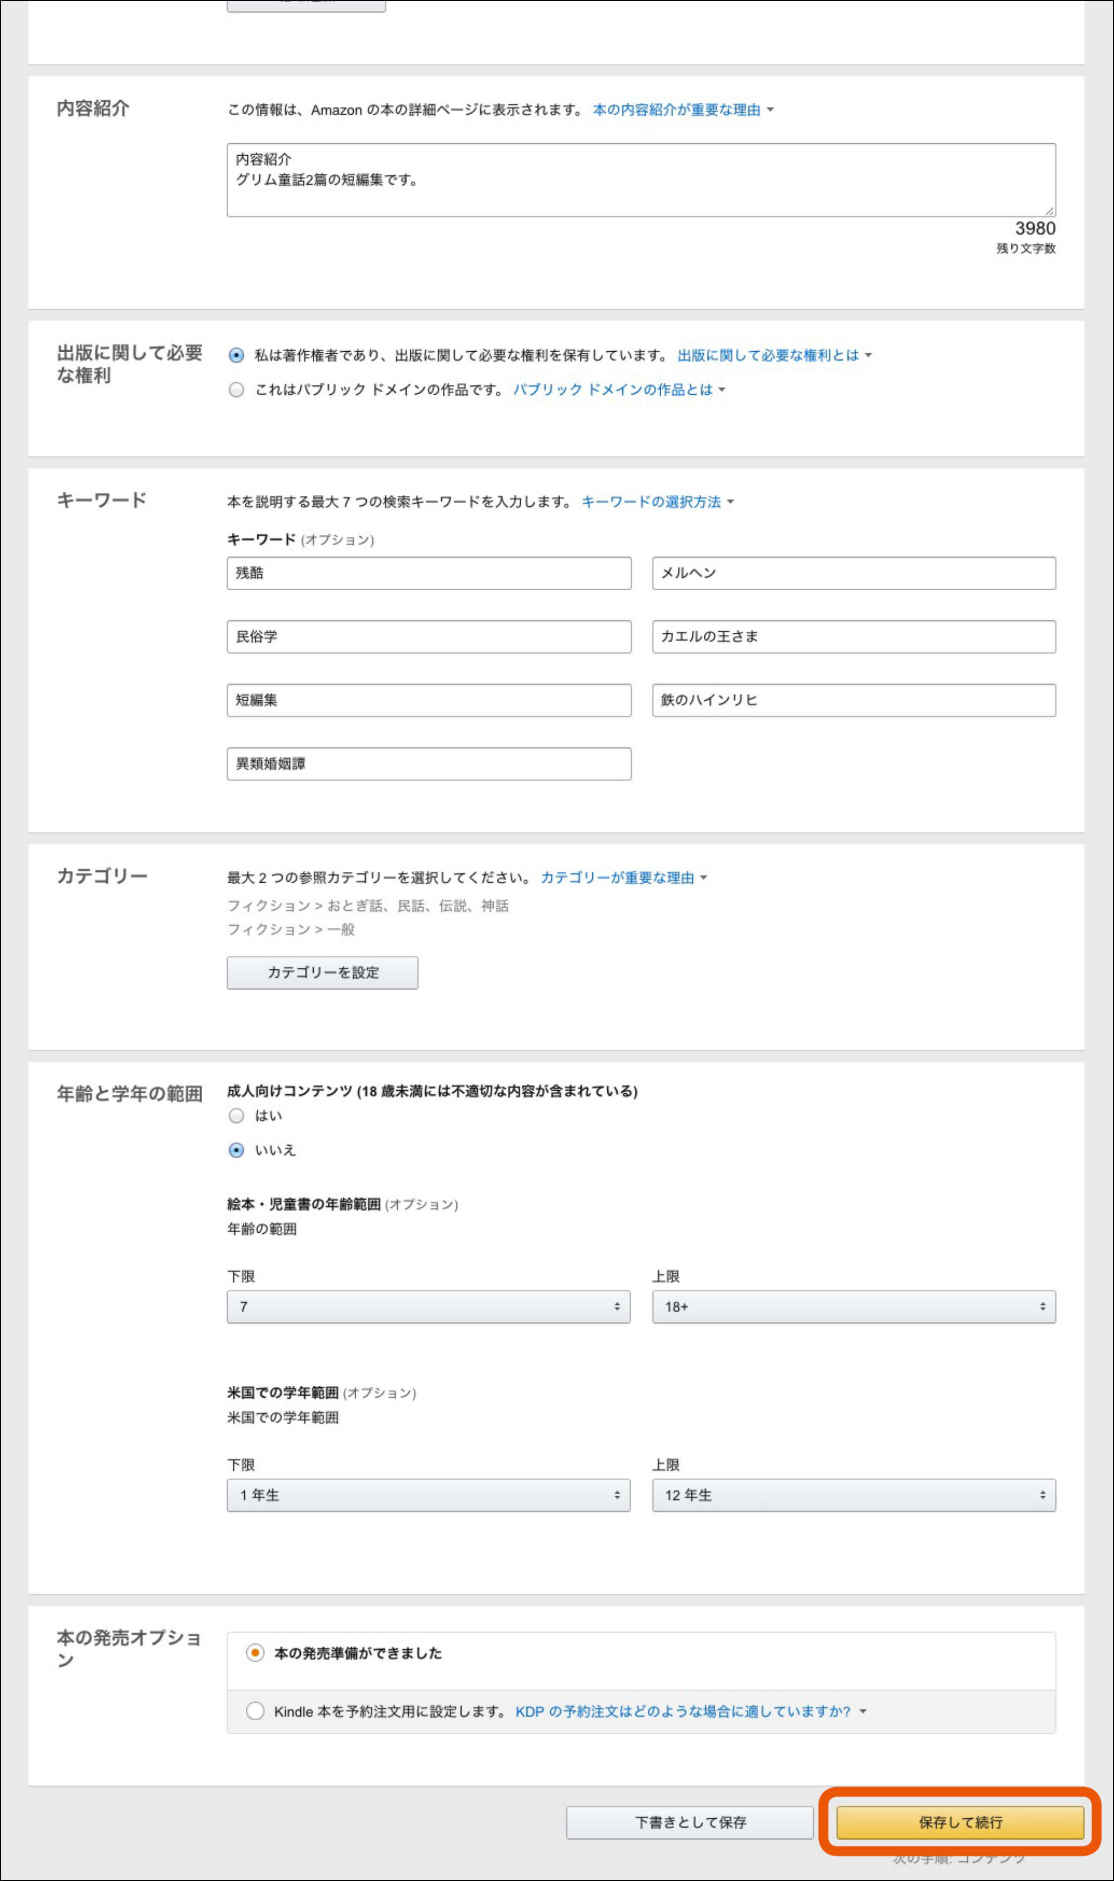 内容紹介
この情報は、Amazon の本の詳細ページに表示されます。 本の内容紹介が重要な理由
内容紹介
グリム童話2篇の短編集です。
3980
残り文字数
出版に関して必要な権利
私は著作権者であり、出版に関して必要な権利を保有しています。 出版に関して必要な権利とは
これはパブリック ドメインの作品です。 パブリック ドメインの作品とは
キーワード
本を説明する最大 7 つの検索キーワードを入力します。 キーワードの選択方法
キーワード (オプション)
残酷
メルヘン
民俗学
カエルの王さま
短編集
鉄のハインリヒ
異類婚姻譚
カテゴリー
最大 2 つの参照カテゴリーを選択してください。 カテゴリーが重要な理由
フィクション > おとぎ話、民話、伝説、神話
フィクション > 一般
カテゴリーを設定
年齢と学年の範囲
成人向けコンテンツ (18 歳未満には不適切な内容が含まれている)
はい
いいえ
絵本・児童書の年齢範囲 (オプション)
年齢の範囲
下限
上限
7
18+
米国での学年範囲 (オプション)
米国での学年範囲
下限
上限
1 年生
12 年生
本の発売オプション
本の発売準備ができました
Kindle 本を予約注文用に設定します。 KDP の予約注文はどのような場合に適していますか?
下書きとして保存
保存して続行
次の手順: コンテンツ